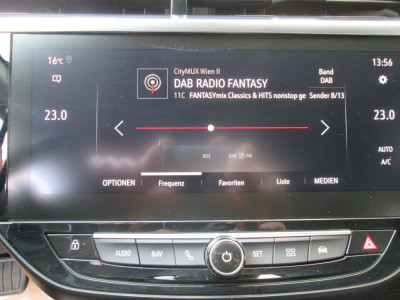 16°C
13:56
CityMUX Wien II
DAB RADIO FANTASY
Band
DAB
11C FANTASYmix Classics & HITS nonstop ge
Sender 8/13
23.0
23.0
AUTO
A/C
OPTIONEN
Frequenz
Favoriten
Liste
MEDIEN
AUDIO
NAV
SET